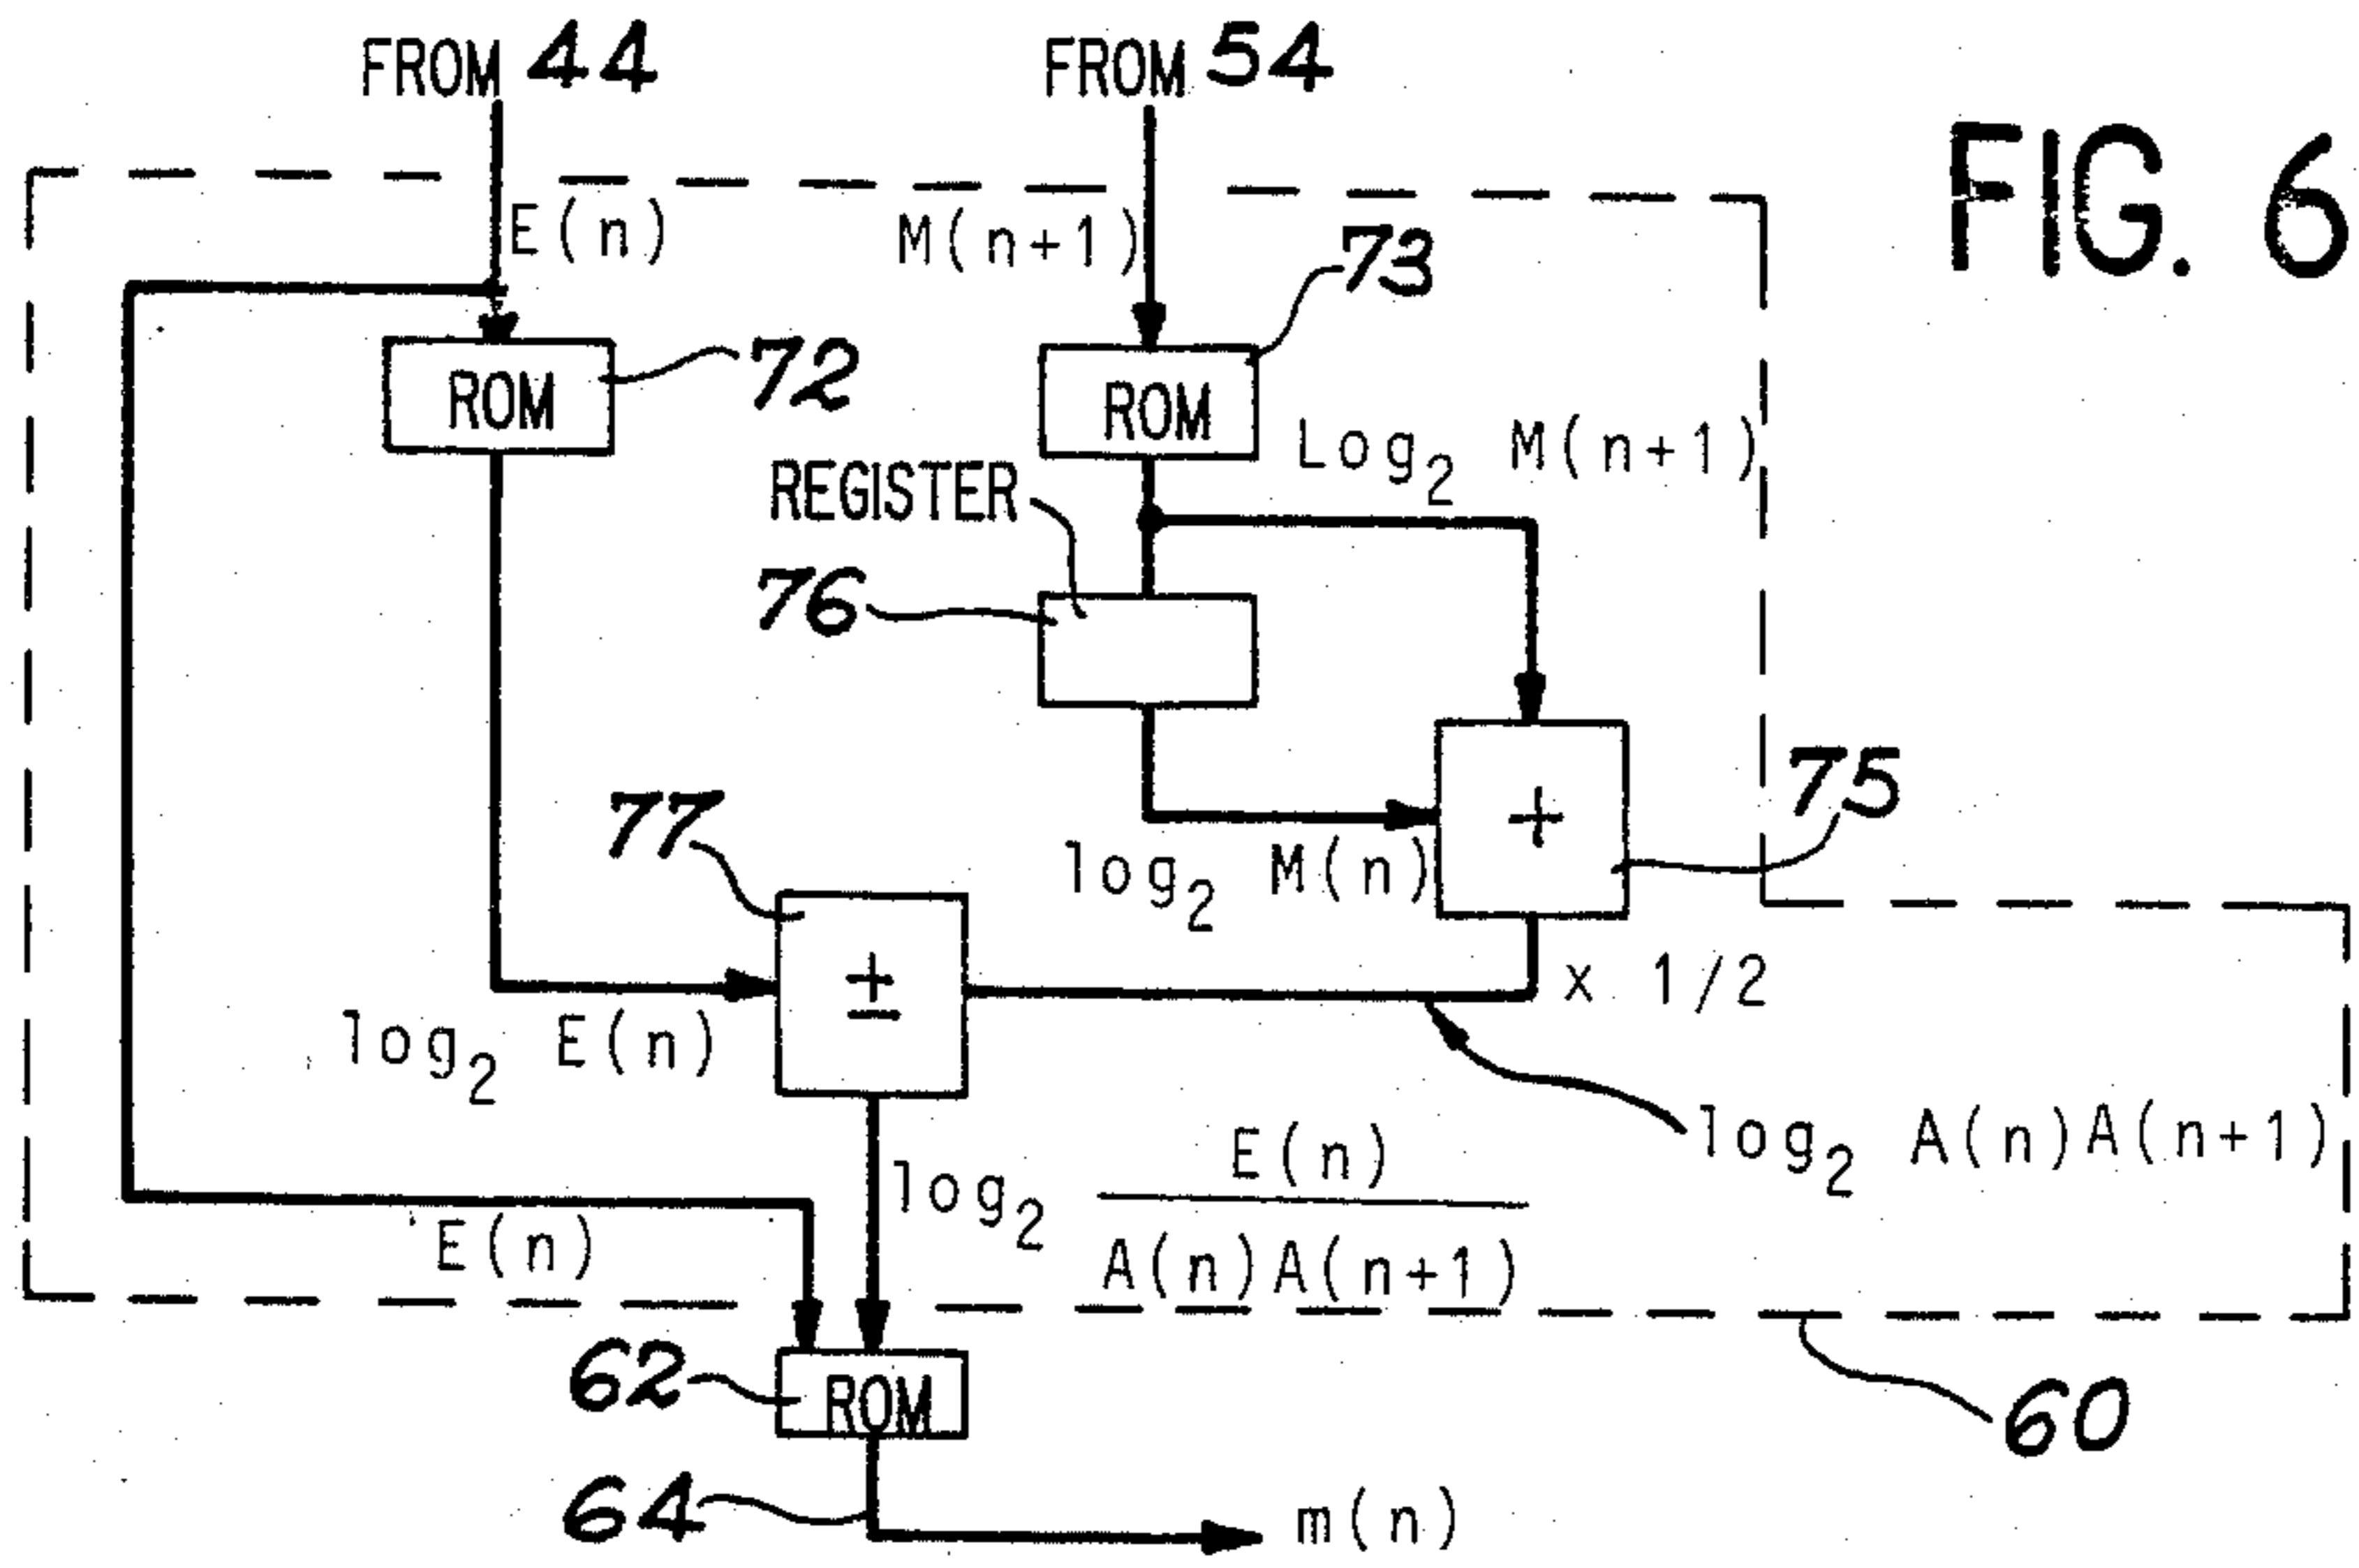 FROM 44
FROM 54
FIG. 6
E(n)
M(n+1)
73
ROM
72
ROM
Log2 M(n+1)
REGISTER
76
75
+
77
log2 M(n)
±
x 1/2
log2 E(n)
log2 A(n)A(n+1)
log2 E(n)
A(n)A(n+1)
E(n)
62
ROM
60
64
m(n)